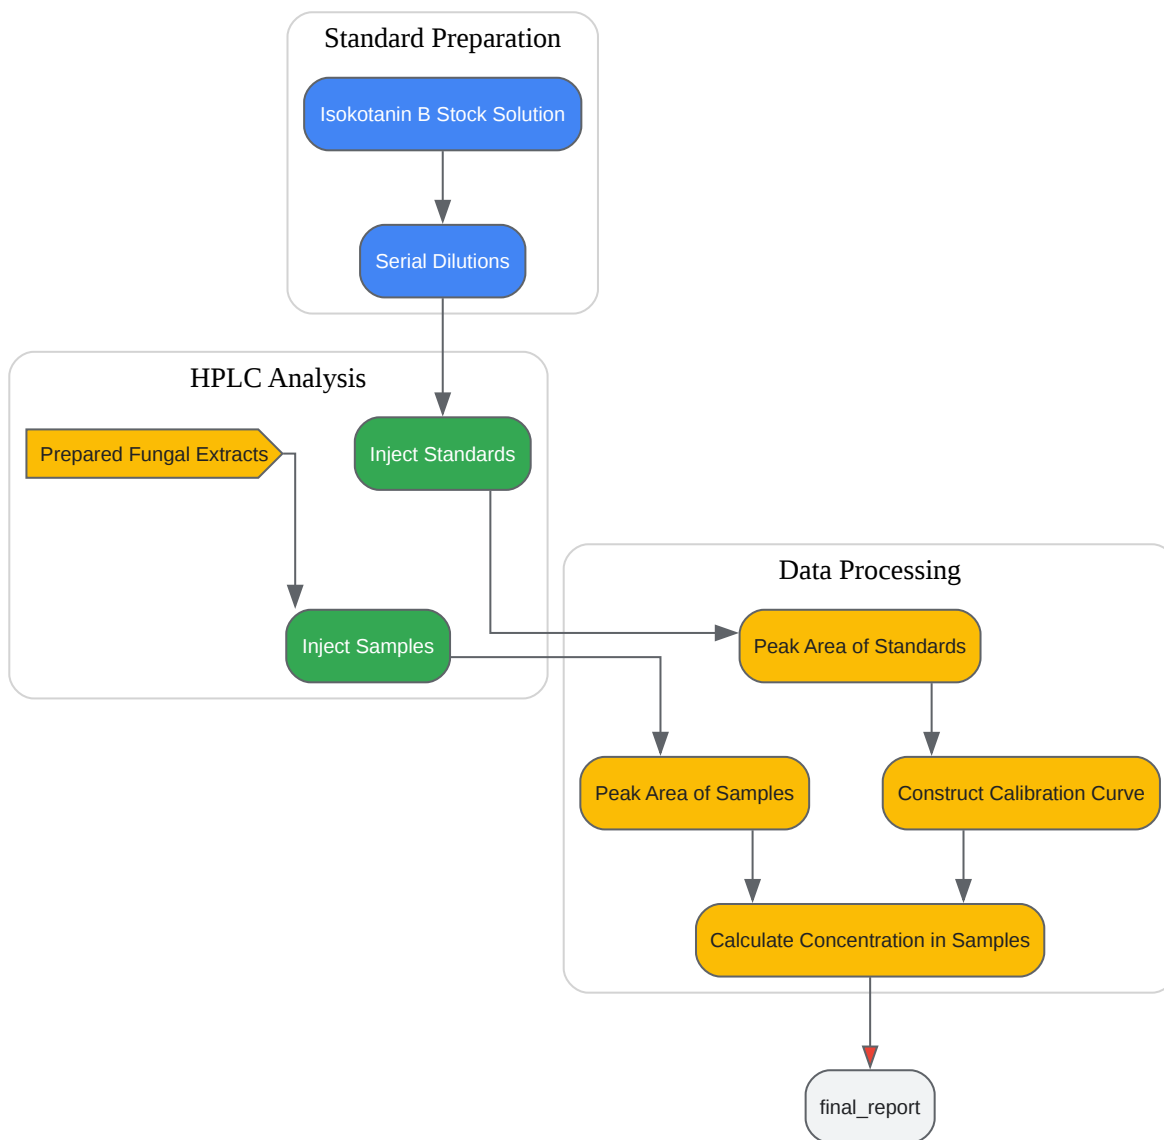 Standard Preparation
Isokotanin B Stock Solution
Serial Dilutions
HPLC Analysis
Prepared Fungal Extracts
Inject Standards
Inject Samples
Data Processing
Peak Area of Standards
Peak Area of Samples
Construct Calibration Curve
Calculate Concentration in Samples
final_report